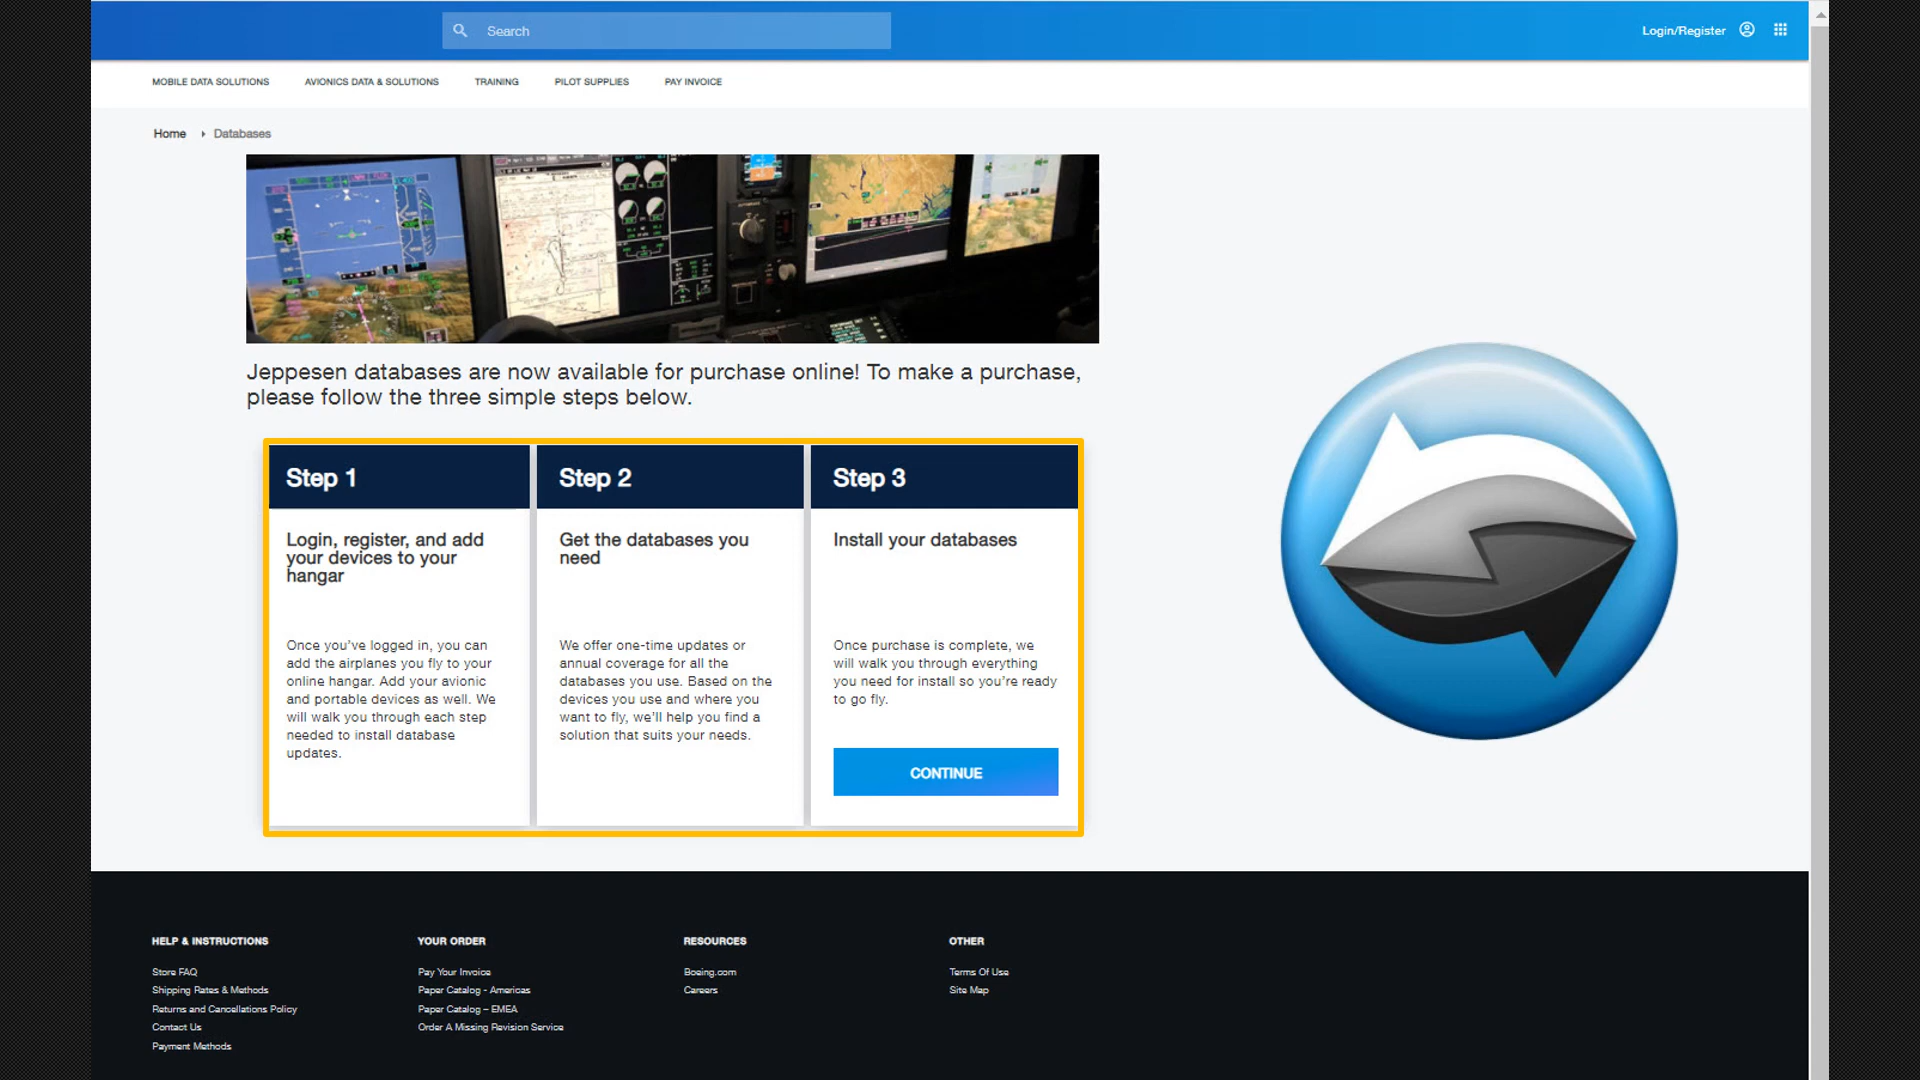 Search
Login/Register
MOBILE DATA SOLUTIONS
AVIONICS DATA & SOLUTIONS
TRAINING
PILOT SUPPLIES
PAY INVOICE
Home
Databases
Jeppesen databases are now available for purchase online! To make a purchase,
please follow the three simple steps below.
Step 1
Login, register, and add
your devices to your
hangar
Once you’ve logged in, you can
add the airplanes you fly to your
online hangar. Add your avionic
and portable devices as well. We
will walk you through each step
needed to install database
updates.
Step 2
Get the databases you
need
We offer one-time updates or
annual coverage for all the
databases you use. Based on the
devices you use and where you
want to fly, we’ll help you find a
solution that suits your needs.
Step 3
Install your databases
Once purchase is complete, we
will walk you through everything
you need for install so you’re ready
to go fly.
CONTINUE
HELP & INSTRUCTIONS
Store FAQ
Shipping Rates & Methods
Returns and Cancellations Policy
Contact Us
Payment Methods
YOUR ORDER
Pay Your Invoice
Paper Catalog - Americas
Paper Catalog – EMEA
Order A Missing Revision Service
RESOURCES
Boeing.com
Careers
OTHER
Terms Of Use
Site Map